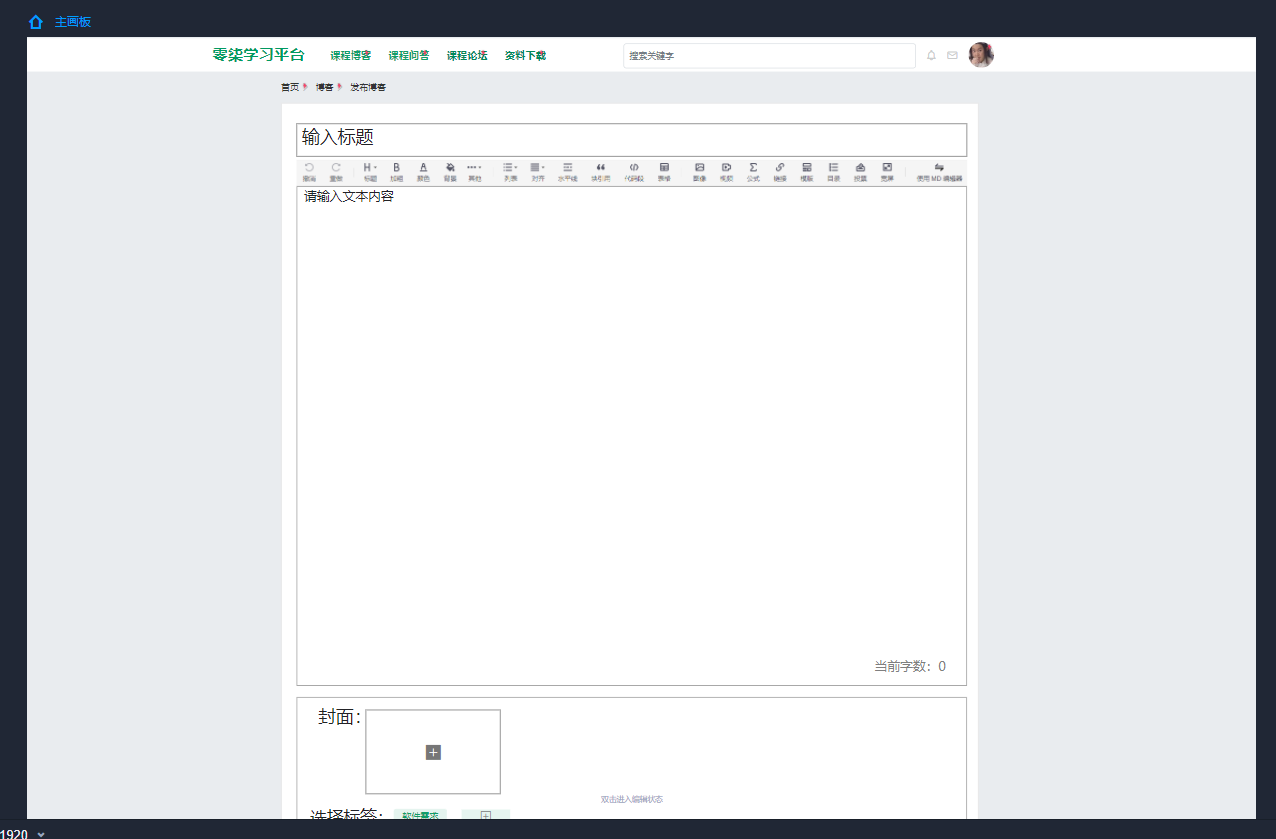 主画板
零柒学习平台 课程博客 课程问答 课程论坛 资料下载 搜索关键字
首页 博客 发布博客
输入标题
H B A
撤消 重做 标题 加粗 颜色 背景 其他 列表 对齐 水平线 块引用 代码段 表格 图像 视频 公式 链接 模版 目录 投票 宽屏 使用 MD 编辑器
请输入文本内容
当前字数：0
封面：
双击进入编辑状态
选择标签： 软件需求
1920